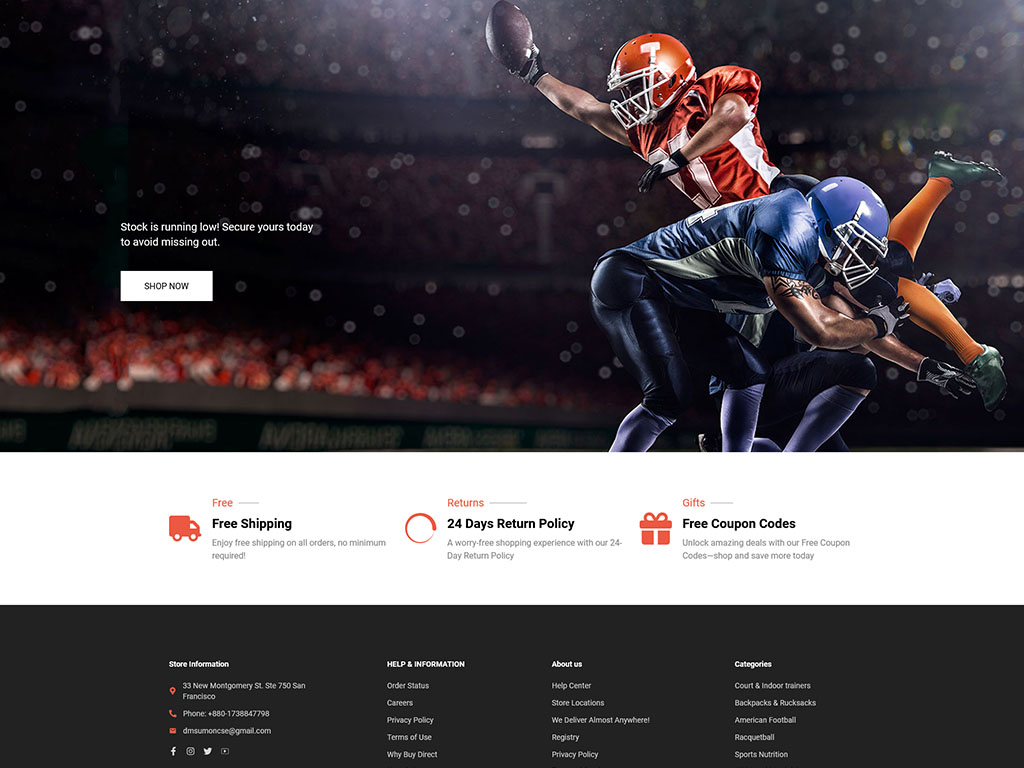 Stock is running low! Secure yours today
to avoid missing out.
SHOP NOW
Free
Free Shipping
Enjoy free shipping on all orders, no minimum
required!
Returns
24 Days Return Policy
A worry-free shopping experience with our 24-
Day Return Policy
Gifts
Free Coupon Codes
Unlock amazing deals with our Free Coupon
Codes—shop and save more today
Store Information
33 New Montgomery St. Ste 750 San
Francisco
Phone: +880-1738847798
dmsumoncse@gmail.com
HELP & INFORMATION
Order Status
Careers
Privacy Policy
Terms of Use
Why Buy Direct
About us
Help Center
Store Locations
We Deliver Almost Anywhere!
Registry
Privacy Policy
Categories
Court & Indoor trainers
Backpacks & Rucksacks
American Football
Racquetball
Sports Nutrition